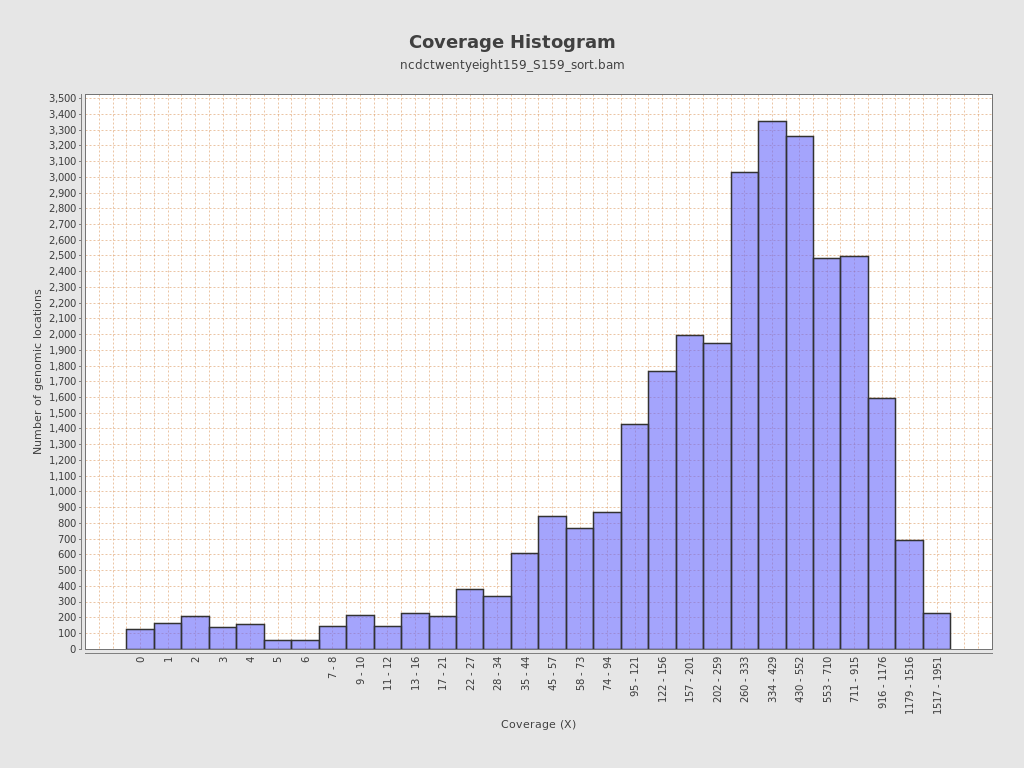 Coverage Histogram
ncdctwentyeight159_S159_sort.bam
Number of genomic locations
3,500
3,400
3,300
3,200
3,100
3,000
2,900
2,800
2,700
2,600
2,500
2,400
2,300
2,200
2,100
2,000
1,900
1,800
1,700
1,600
1,500
1,400
1,300
1,200
1,100
1,000
900
800
700
600
500
400
300
200
100
0
0
1
2
3
4
5
6
7 - 8
9 - 10
11 - 12
13 - 16
17 - 21
22 - 27
28 - 34
35 - 44
45 - 57
58 - 73
74 - 94
95 - 121
122 - 156
157 - 201
202 - 259
260 - 333
334 - 429
430 - 552
553 - 710
711 - 915
916 - 1176
1179 - 1516
1517 - 1951
Coverage (X)